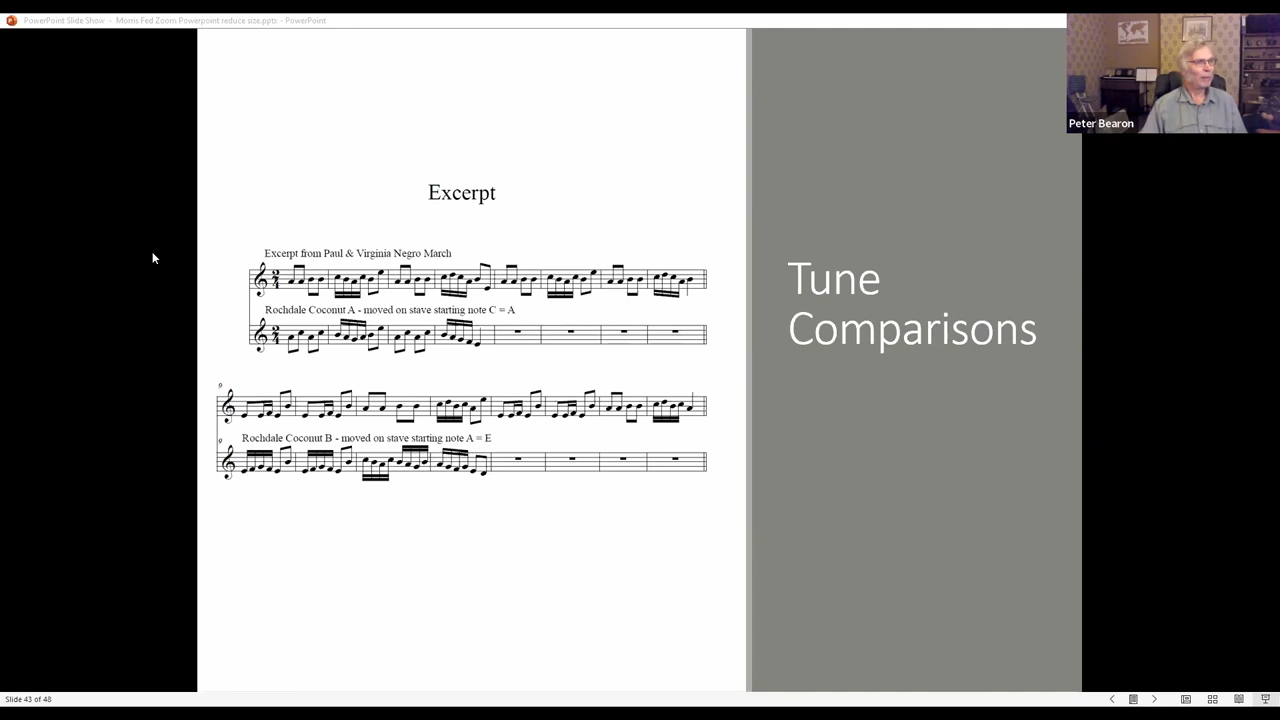 PowerPoint Slide Show - Morris Fed Zoom Powerpoint reduce size.pptx - PowerPoint
Peter Bearon
Excerpt
Excerpt from Paul & Virginia Negro March
Rochdale Coconut A - moved on stave starting note C = A
Tune
Comparisons
9
9
Rochdale Coconut B - moved on stave starting note A = E
Slide 43 of 48